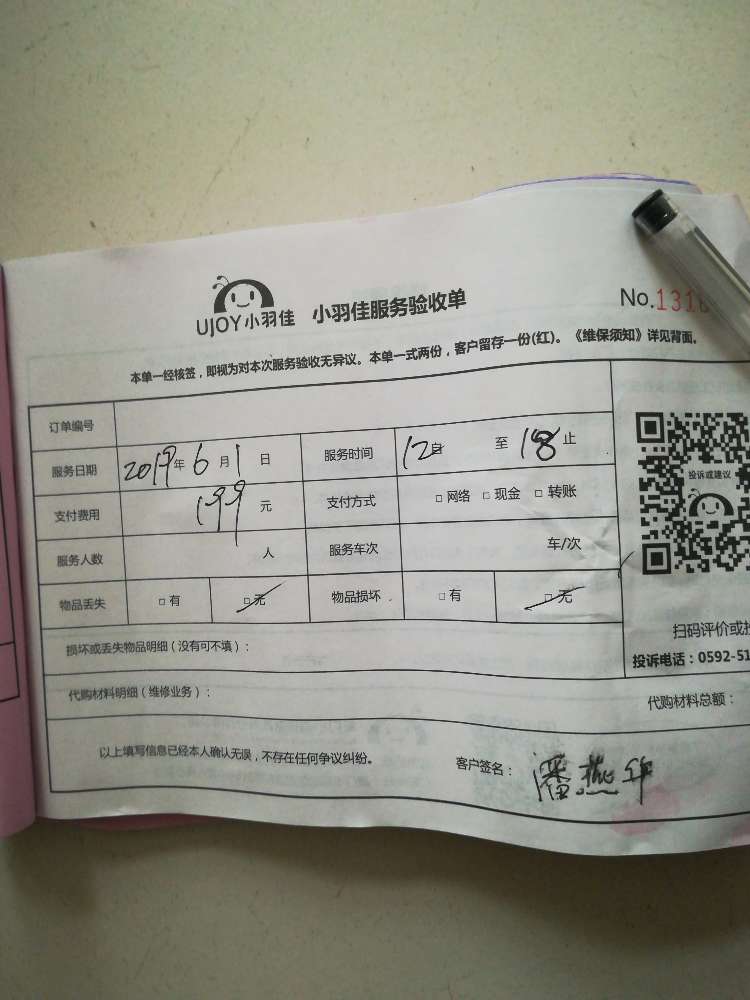 UJOY小羽佳 小羽佳服务验收单 No.131
本单一经核签,即视为对本次服务验收无异议。本单一式两份,客户留存一份(红)。《维保须知》详见背面。
订单编号
服务日期 2019年6月1日 服务时间 12自 至 18止
支付费用 199 元 支付方式 □网络 □现金 □转账
服务人数 人 服务车次 车/次
物品丢失 □有 □无 物品损坏 □有 □无
投诉或建议
扫码评价或投
投诉电话:0592-51
损坏或丢失物品明细(没有可不填):
代购材料明细(维修业务): 代购材料总额:
以上填写信息已经本人确认无误,不存在任何争议纠纷。 客户签名:潘燕华